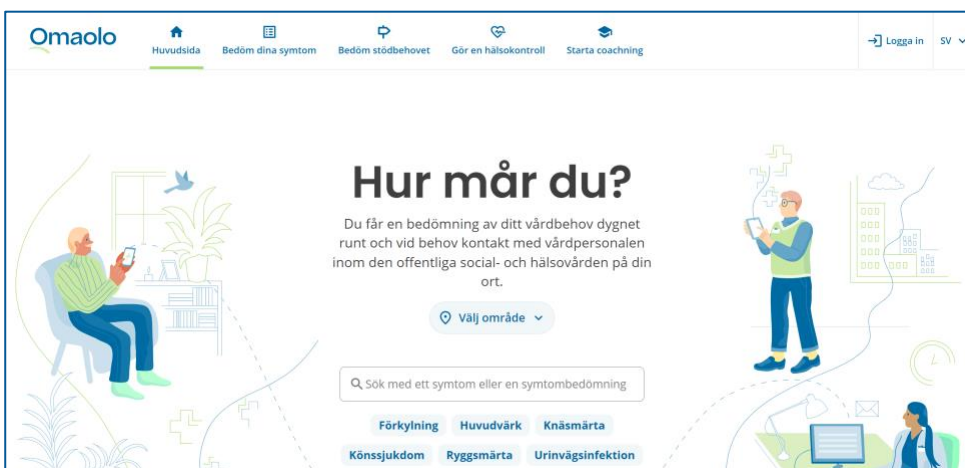 Omaolo
Huvudsida
Bedöm dina symtom
Bedöm stödbehovet
Gör en hälsokontroll
Starta coachning
Logga in
SV
Hur mår du?
Du får en bedömning av ditt vårdbehov dygnet
runt och vid behov kontakt med vårdpersonalen
inom den offentliga social- och hälsovården på din
ort.
Välj område
Sök med ett symtom eller en symtombedömning
Förkylning Huvudvärk Knäsmärta
Könssjukdom Ryggsmärta Urinvägsinfektion